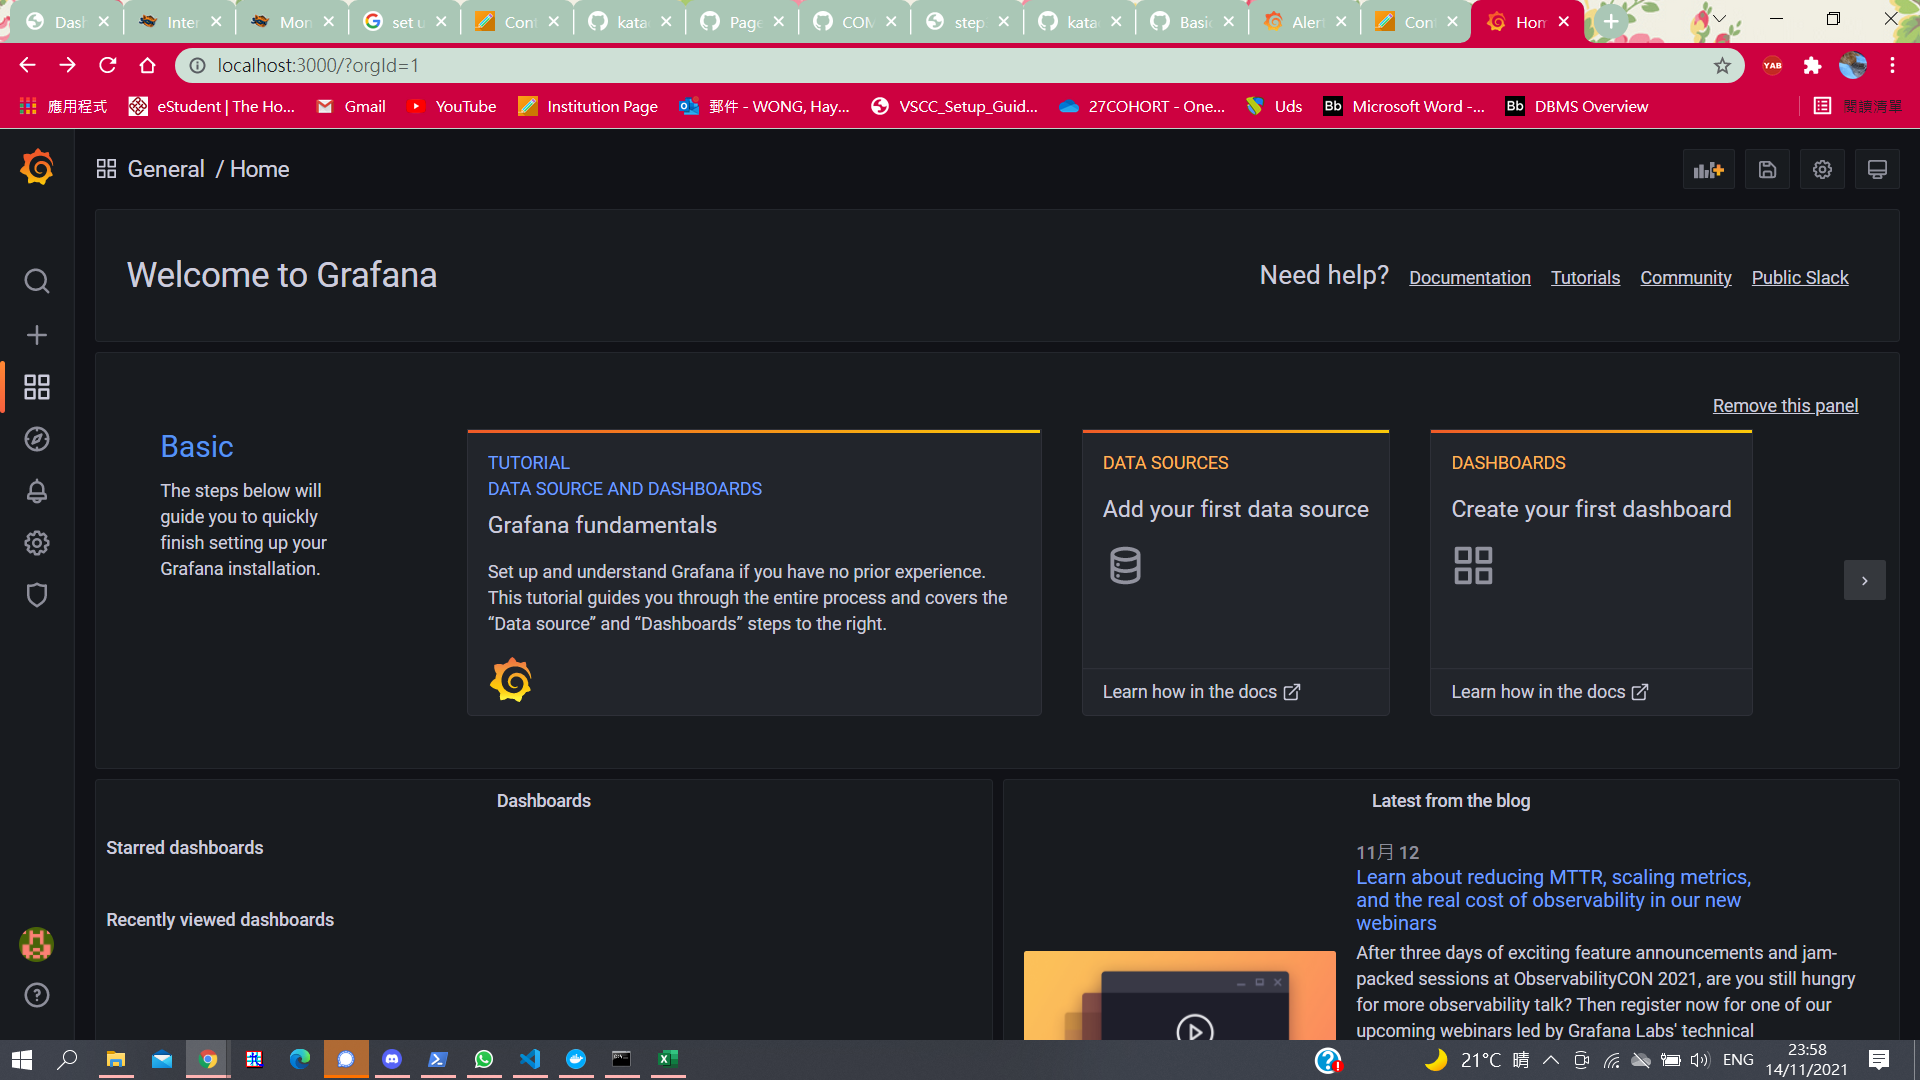 Dash
Inter
Mon
set u
Cont
kata
Page
COM
step
kata
Basic
Alert
Cont
Hom
localhost:3000/?orgId=1
YAB
應用程式
eStudent | The Ho...
Gmail
YouTube
Institution Page
郵件 - WONG, Hay...
VSCC_Setup_Guid...
27COHORT - One...
Uds
Bb
Microsoft Word -...
Bb
DBMS Overview
閱讀清單
General / Home
Welcome to Grafana
Need help?
Documentation
Tutorials
Community
Public Slack
Remove this panel
Basic
The steps below will
guide you to quickly
finish setting up your
Grafana installation.
TUTORIAL
DATA SOURCE AND DASHBOARDS
Grafana fundamentals
Set up and understand Grafana if you have no prior experience.
This tutorial guides you through the entire process and covers the
“Data source” and “Dashboards” steps to the right.
DATA SOURCES
Add your first data source
Learn how in the docs
DASHBOARDS
Create your first dashboard
Learn how in the docs
Dashboards
Starred dashboards
Recently viewed dashboards
Latest from the blog
11月 12
Learn about reducing MTTR, scaling metrics,
and the real cost of observability in our new
webinars
After three days of exciting feature announcements and jam-
packed sessions at ObservabilityCON 2021, are you still hungry
for more observability talk? Then register now for one of our
upcoming webinars led by Grafana Labs' technical
21°C 晴
ENG
23:58
14/11/2021